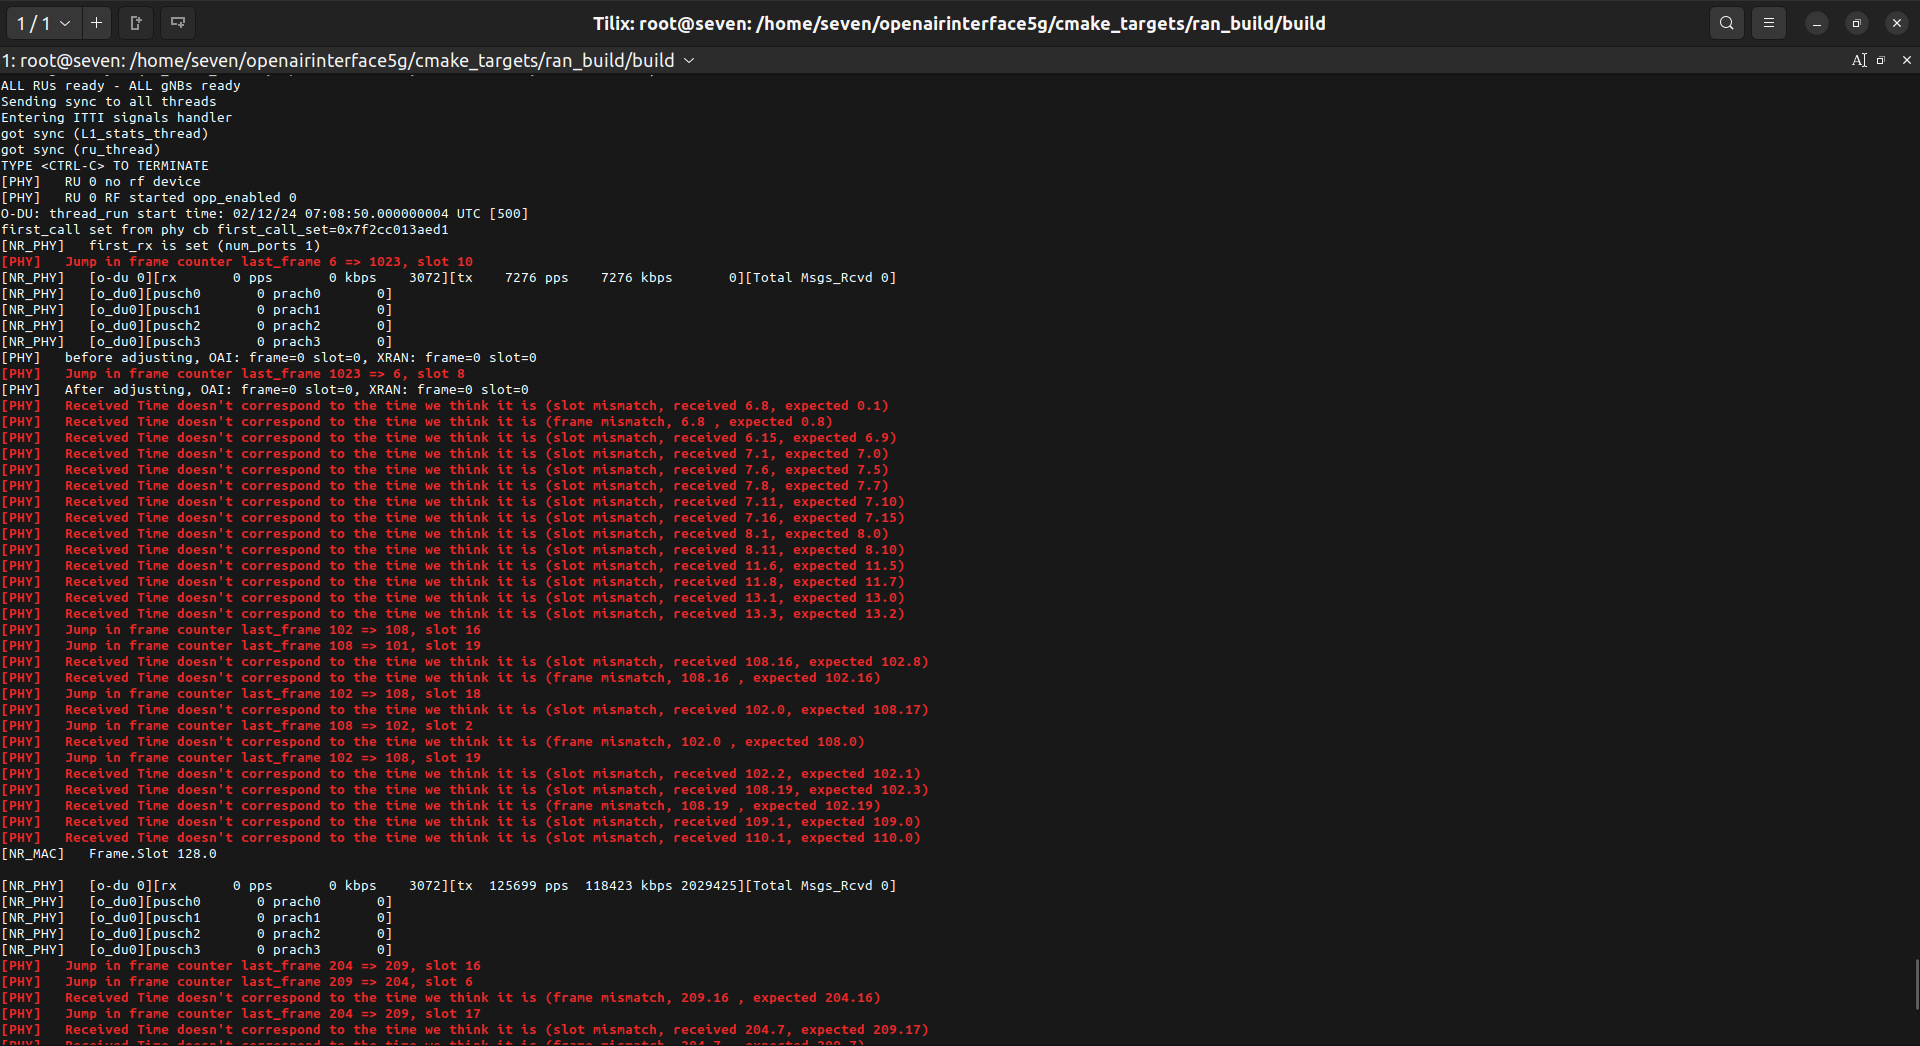 1 / 1
Tilix: root@seven: /home/seven/openairinterface5g/cmake_targets/ran_build/build
1: root@seven: /home/seven/openairinterface5g/cmake_targets/ran_build/build
ALL RUs ready - ALL gNBs ready
Sending sync to all threads
Entering ITTI signals handler
got sync (L1_stats_thread)
got sync (ru_thread)
TYPE <CTRL-C> TO TERMINATE
[PHY]   RU 0 no rf device
[PHY]   RU 0 RF started opp_enabled 0
O-DU: thread_run start time: 02/12/24 07:08:50.000000004 UTC [500]
first_call set from phy cb first_call_set=0x7f2cc013aed1
[NR_PHY]   first_rx is set (num_ports 1)
[PHY]   Jump in frame counter last_frame 6 => 1023, slot 10
[NR_PHY]   [o-du 0][rx       0 pps       0 kbps    3072][tx    7276 pps    7276 kbps       0][Total Msgs_Rcvd 0]
[NR_PHY]   [o_du0][pusch0       0 prach0       0]
[NR_PHY]   [o_du0][pusch1       0 prach1       0]
[NR_PHY]   [o_du0][pusch2       0 prach2       0]
[NR_PHY]   [o_du0][pusch3       0 prach3       0]
[PHY]   before adjusting, OAI: frame=0 slot=0, XRAN: frame=0 slot=0
[PHY]   Jump in frame counter last_frame 1023 => 6, slot 8
[PHY]   After adjusting, OAI: frame=0 slot=0, XRAN: frame=0 slot=0
[PHY]   Received Time doesn't correspond to the time we think it is (slot mismatch, received 6.8, expected 0.1)
[PHY]   Received Time doesn't correspond to the time we think it is (frame mismatch, 6.8 , expected 0.8)
[PHY]   Received Time doesn't correspond to the time we think it is (slot mismatch, received 6.15, expected 6.9)
[PHY]   Received Time doesn't correspond to the time we think it is (slot mismatch, received 7.1, expected 7.0)
[PHY]   Received Time doesn't correspond to the time we think it is (slot mismatch, received 7.6, expected 7.5)
[PHY]   Received Time doesn't correspond to the time we think it is (slot mismatch, received 7.8, expected 7.7)
[PHY]   Received Time doesn't correspond to the time we think it is (slot mismatch, received 7.11, expected 7.10)
[PHY]   Received Time doesn't correspond to the time we think it is (slot mismatch, received 7.16, expected 7.15)
[PHY]   Received Time doesn't correspond to the time we think it is (slot mismatch, received 8.1, expected 8.0)
[PHY]   Received Time doesn't correspond to the time we think it is (slot mismatch, received 8.11, expected 8.10)
[PHY]   Received Time doesn't correspond to the time we think it is (slot mismatch, received 11.6, expected 11.5)
[PHY]   Received Time doesn't correspond to the time we think it is (slot mismatch, received 11.8, expected 11.7)
[PHY]   Received Time doesn't correspond to the time we think it is (slot mismatch, received 13.1, expected 13.0)
[PHY]   Received Time doesn't correspond to the time we think it is (slot mismatch, received 13.3, expected 13.2)
[PHY]   Jump in frame counter last_frame 102 => 108, slot 16
[PHY]   Jump in frame counter last_frame 108 => 101, slot 19
[PHY]   Received Time doesn't correspond to the time we think it is (slot mismatch, received 108.16, expected 102.8)
[PHY]   Received Time doesn't correspond to the time we think it is (frame mismatch, 108.16 , expected 102.16)
[PHY]   Jump in frame counter last_frame 102 => 108, slot 18
[PHY]   Received Time doesn't correspond to the time we think it is (slot mismatch, received 102.0, expected 108.17)
[PHY]   Jump in frame counter last_frame 108 => 102, slot 2
[PHY]   Received Time doesn't correspond to the time we think it is (frame mismatch, 102.0 , expected 108.0)
[PHY]   Jump in frame counter last_frame 102 => 108, slot 19
[PHY]   Received Time doesn't correspond to the time we think it is (slot mismatch, received 102.2, expected 102.1)
[PHY]   Received Time doesn't correspond to the time we think it is (slot mismatch, received 108.19, expected 102.3)
[PHY]   Received Time doesn't correspond to the time we think it is (frame mismatch, 108.19 , expected 102.19)
[PHY]   Received Time doesn't correspond to the time we think it is (slot mismatch, received 109.1, expected 109.0)
[PHY]   Received Time doesn't correspond to the time we think it is (slot mismatch, received 110.1, expected 110.0)
[NR_MAC]   Frame.Slot 128.0
[NR_PHY]   [o-du 0][rx       0 pps       0 kbps    3072][tx  125699 pps  118423 kbps 2029425][Total Msgs_Rcvd 0]
[NR_PHY]   [o_du0][pusch0       0 prach0       0]
[NR_PHY]   [o_du0][pusch1       0 prach1       0]
[NR_PHY]   [o_du0][pusch2       0 prach2       0]
[NR_PHY]   [o_du0][pusch3       0 prach3       0]
[PHY]   Jump in frame counter last_frame 204 => 209, slot 16
[PHY]   Jump in frame counter last_frame 209 => 204, slot 6
[PHY]   Received Time doesn't correspond to the time we think it is (frame mismatch, 209.16 , expected 204.16)
[PHY]   Jump in frame counter last_frame 204 => 209, slot 17
[PHY]   Received Time doesn't correspond to the time we think it is (slot mismatch, received 204.7, expected 209.17)
[PHY]   Received Time doesn't correspond to the time we think it is (frame mismatch, 204.7 , expected